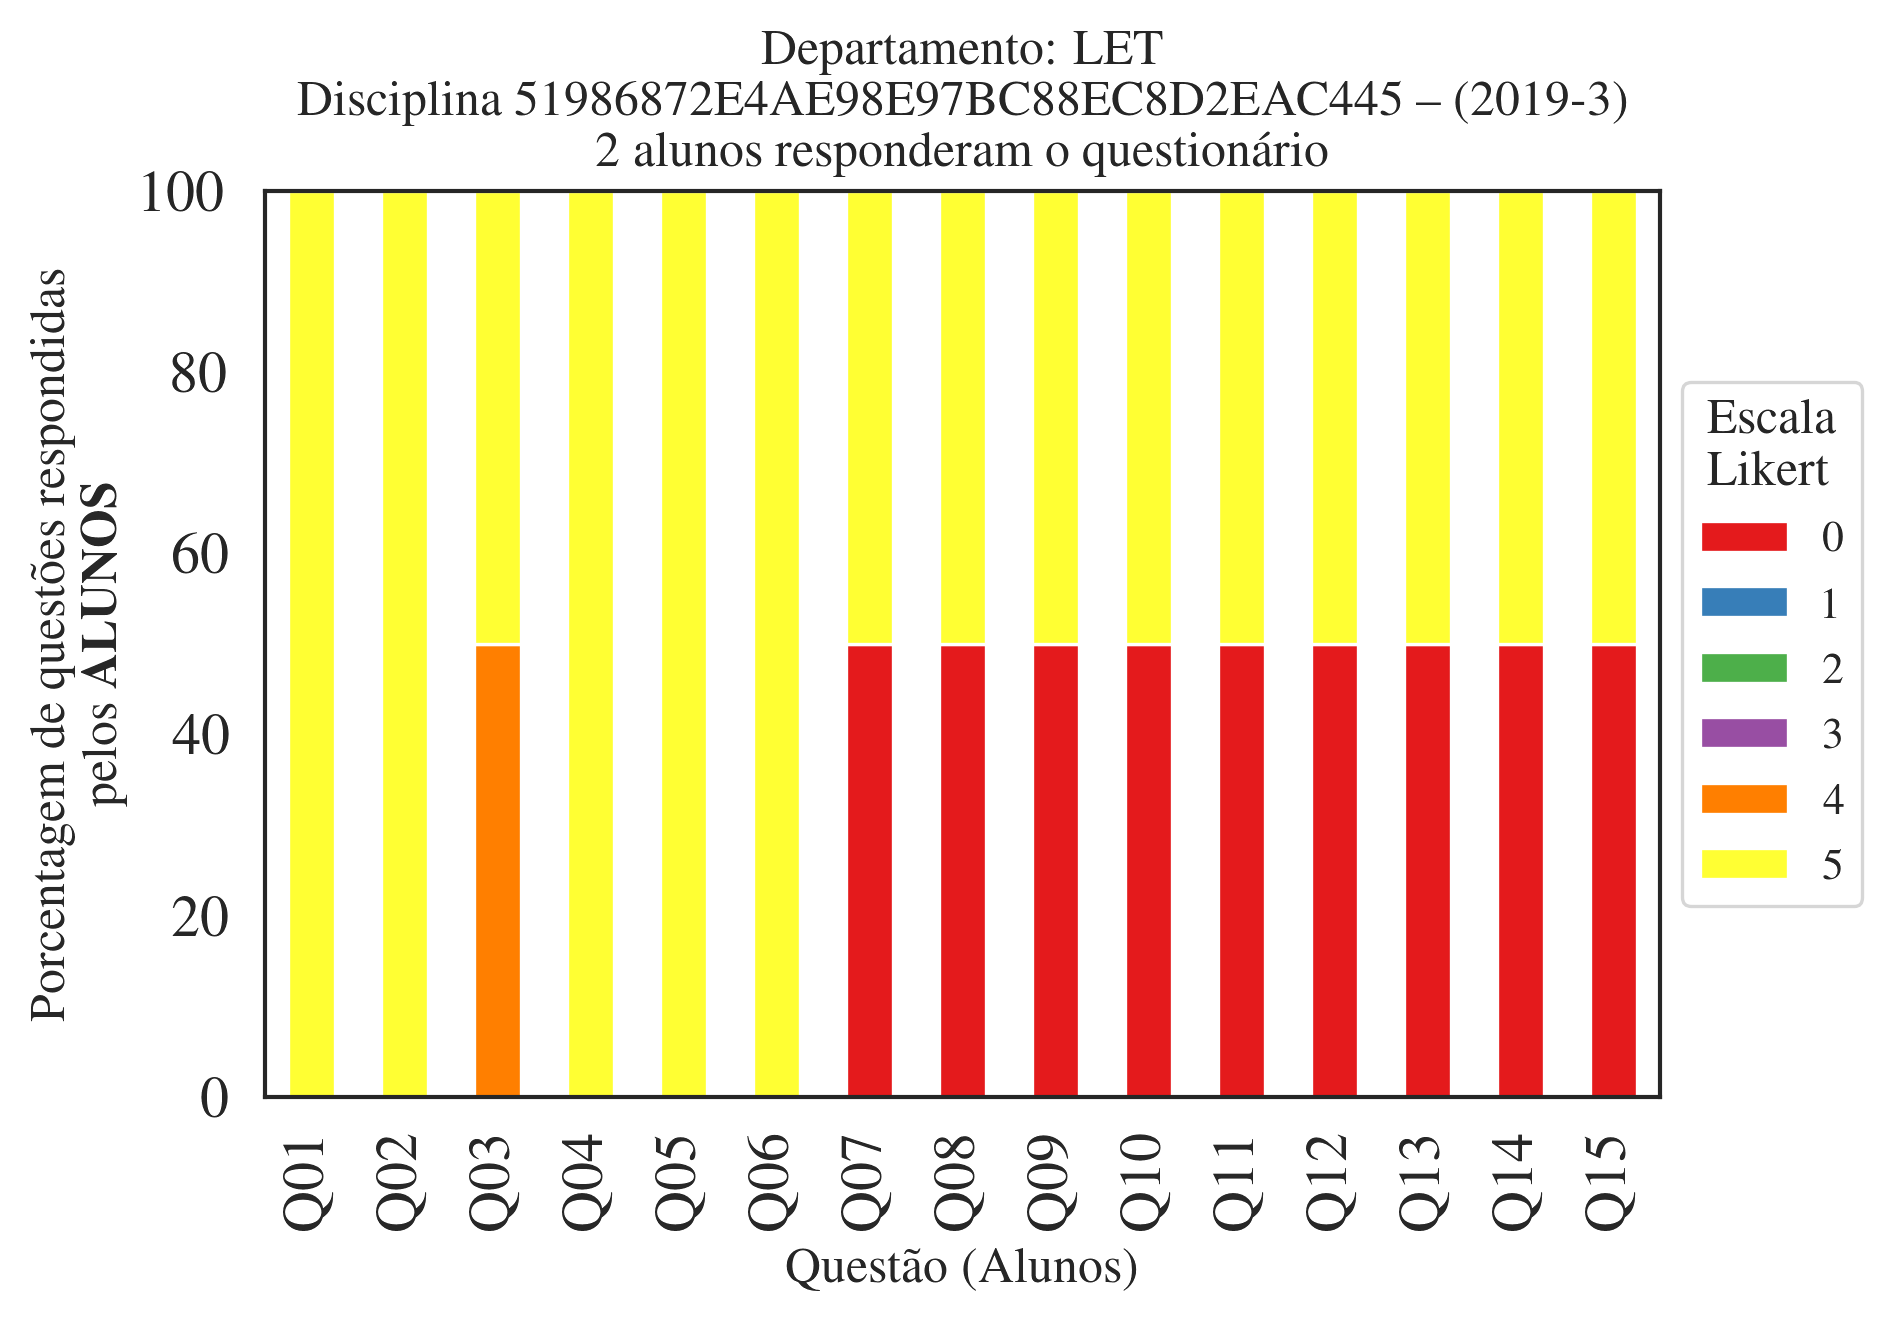 Departamento: LET
Disciplina 51986872E4AE98E97BC88EC8D2EAC445 – (2019-3)
2 alunos responderam o questionário
Porcentagem de questões respondidas
pelos ALUNOS
100
80
60
40
20
0
Q01
Q02
Q03
Q04
Q05
Q06
Q07
Q08
Q09
Q10
Q11
Q12
Q13
Q14
Q15
Questão (Alunos)
Escala
Likert
0
1
2
3
4
5